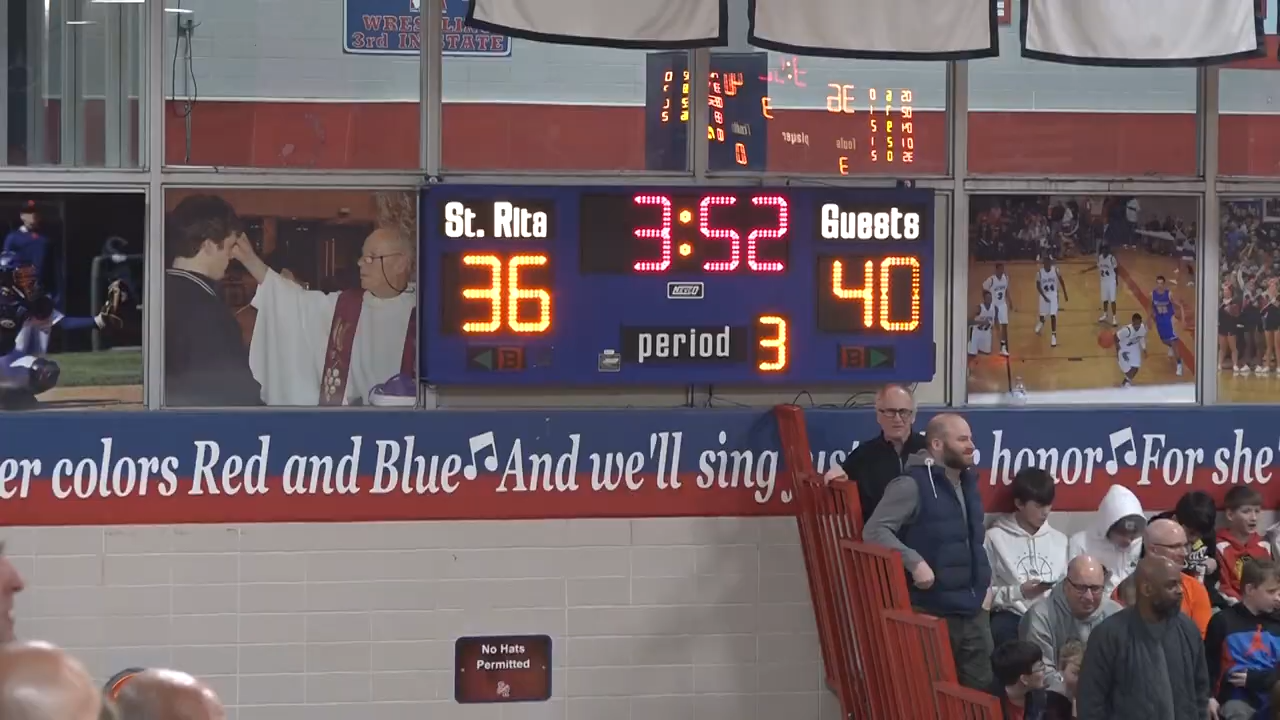 WRESTLING
3rd IN STATE
St. Rita 3:52 Guests
36 40
period 3
er colors Red and Blue♫And we'll sing honor♫For she
No Hats
Permitted